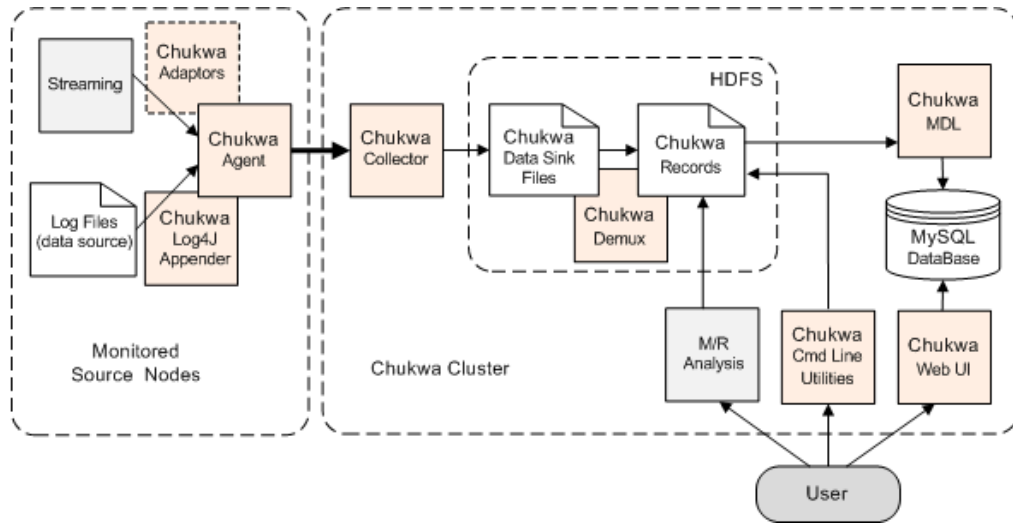 Chukwa
Adaptors
Streaming
Chukwa
Agent
Log Files
(data source)
Chukwa
Log4J
Appender
Monitored
Source Nodes
HDFS
Chukwa
Collector
Chukwa
Data Sink
Files
Chukwa
Records
Chukwa
Demux
Chukwa
MDL
MySQL
DataBase
M/R
Analysis
Chukwa
Cmd Line
Utilities
Chukwa
Web UI
Chukwa Cluster
User